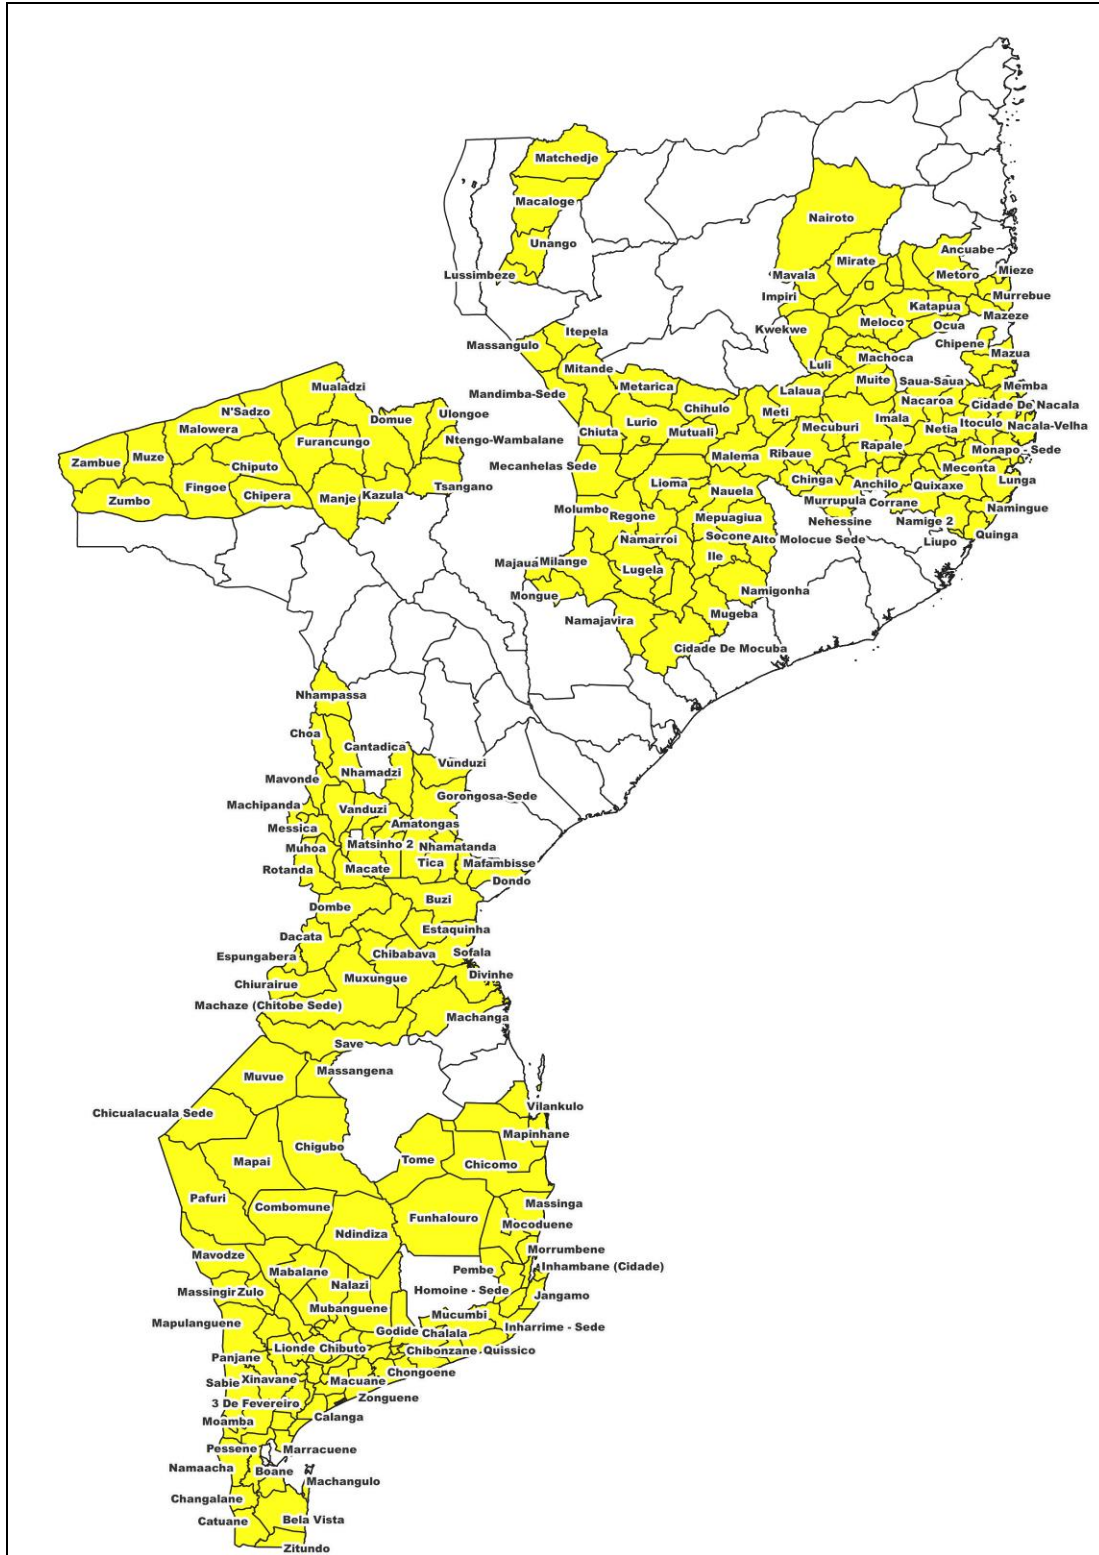 Matchedje
Macaloge
Nairoto
Unango
Ancuabe
Mirate
Mieze
Lussimbeze
Mavala
Metoro
Impiri
Murrebue
Katapua
Mazeze
Kwekwe
Meloco
Ocua
Itepela
Massangulo
Chipene
Machoca
Mazua
Luli
Mitande
Mualadzi
Metarica
Lalaua
Muite
Saua-Saua
Memba
Mandimba-Sede
Nacaroa
Cidade De Nacala
N'Sadzo
Domue
Ulongoe
Chihulo
Meti
Imala
Malowera
Lurio
Itoculo
Nacala-Velha
Chiuta
Mutuali
Mecuburi
Netia
Furancungo
Ntengo-Wambalane
Rapale
Monapo - Sede
Zambue
Muze
Malema
Ribaue
Chiputo
Mecanhelas Sede
Meconta
Fingoe
Tsangano
Lioma
Chinga
Anchilo
Quixaxe
Lunga
Zumbo
Chipera
Manje
Kazula
Nauela
Murrupula
Corrane
Molumbo
Regone
Mepuagiua
Nehessine
Namige 2
Namingue
Namarroi
Socone
Alto Molocue Sede
Liupo
Quinga
Majaua
Milange
Ile
Lugela
Mongue
Namigonha
Namajavira
Mugeba
Cidade De Mocuba
Nhampassa
Choa
Cantadica
Vunduzi
Mavonde
Nhamadzi
Gorongosa-Sede
Machipanda
Vanduzi
Messica
Amatongas
Muhoa
Matsinho 2
Nhamatanda
Rotanda
Macate
Tica
Mafambisse
Dondo
Dombe
Buzi
Dacata
Estaquinha
Espungabera
Chibabava
Sofala
Chiurairue
Muxungue
Divinhe
Machaze (Chitobe Sede)
Machanga
Save
Muvue
Massangena
Chicualacuala Sede
Vilankulo
Chigubo
Mapinhane
Mapai
Tome
Chicomo
Pafuri
Combomune
Funhalouro
Massinga
Ndindiza
Mocoduene
Mavodze
Morrumbene
Mabalane
Pembe
Inhambane (Cidade)
Massingir
Zulo
Nalazi
Homoine - Sede
Jangamo
Mapulanguene
Mubanguene
Mucumbi
Godide
Chalala
Inharrime - Sede
Lionde
Chibuto
Chibonzane
Quissico
Panjane
Chongoene
Sabie
Xinavane
Macuane
3 De Fevereiro
Zonguene
Moamba
Calanga
Pessene
Marracuene
Namaacha
Boane
Machangulo
Changalane
Catuane
Bela Vista
Zitundo